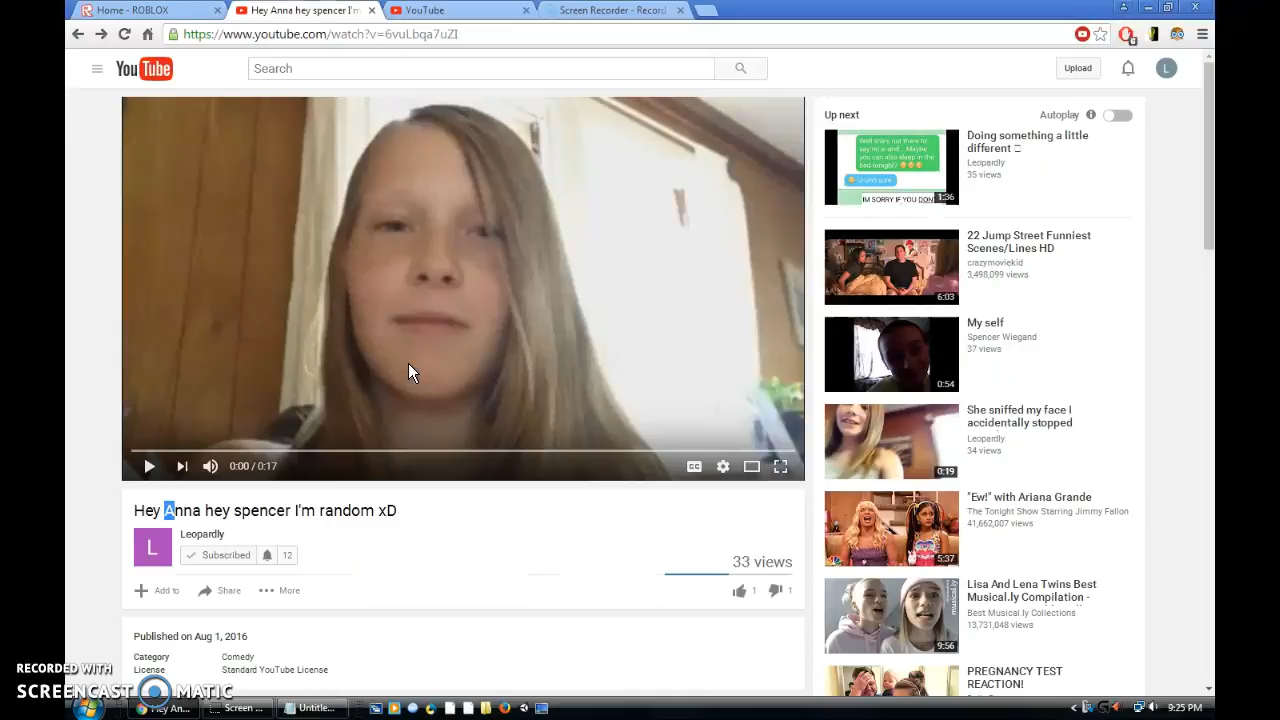 Home - ROBLOX
Hey Anna hey spencer I'm
YouTube
Screen Recorder - Record
https://www.youtube.com/watch?v=6vuLbqa7uZI
YouTube
Search
Upload
L
Up next
Autoplay
Doing something a little
different
Leopardly
35 views
IM SORRY IF YOU DON
1:36
22 Jump Street Funniest
Scenes/Lines HD
crazymoviekid
3,498,099 views
6:03
My self
Spencer Wiegand
37 views
0:54
She sniffed my face I
accidentally stopped
Leopardly
34 views
0:19
"Ew!" with Ariana Grande
The Tonight Show Starring Jimmy Fallon
41,662,007 views
5:37
Lisa And Lena Twins Best
Musical.ly Compilation -
Best Musical.ly Collections
13,731,048 views
9:56
PREGNANCY TEST
REACTION!
0:00 / 0:17
CC
Hey Anna hey spencer I'm random xD
L
Leopardly
Subscribed
12
33 views
Add to
Share
More
1
1
Published on Aug 1, 2016
Category
Comedy
License
Standard YouTube License
RECORDED WITH
SCREENCAST MATIC
Hey An...
Screen ...
Untitle...
9:25 PM